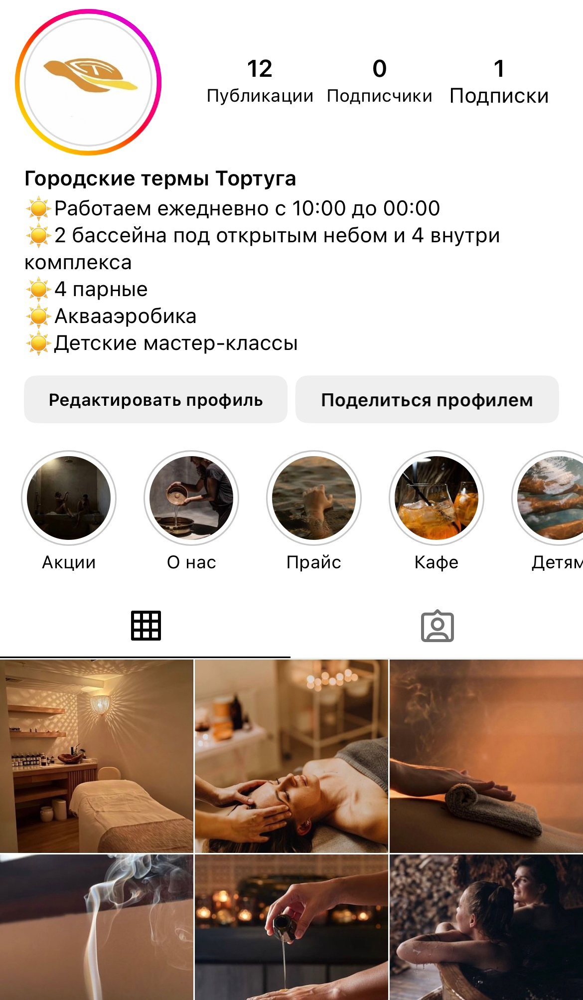 12 0 1
Публикации Подписчики Подписки
Городские термы Тортуга
☀️Работаем ежедневно с 10:00 до 00:00
☀️2 бассейна под открытым небом и 4 внутри
комплекса
☀️4 парные
☀️Аквааэробика
☀️Детские мастер-классы
Редактировать профиль Поделиться профилем
Акции О нас Прайс Кафе Детям